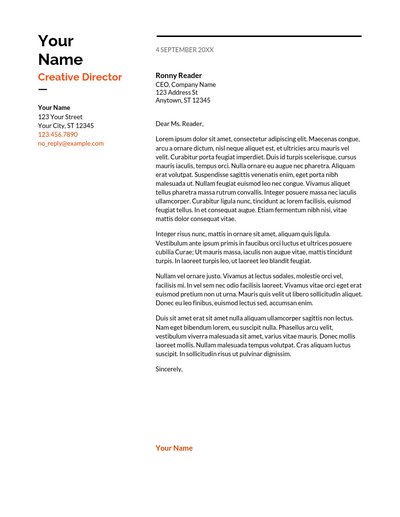 Your
Name
Creative Director
—
Your Name
123 Your Street
Your City, ST 12345
123.456.7890
no_reply@example.com
4 SEPTEMBER 20XX
Ronny Reader
CEO, Company Name
123 Address St
Anytown, ST 12345
Dear Ms. Reader,
Lorem ipsum dolor sit amet, consectetur adipiscing elit. Maecenas congue,
arcu a ornare dictum, nisl neque aliquet est, et ultricies arcu mauris vel
velit. Curabitur porta feugiat imperdiet. Duis id turpis scelerisque, cursus
mauris iaculis, tempus orci. Nulla ornare eu augue nec pharetra. Aliquam
erat volutpat. Suspendisse sagittis venenatis enim, eget porta nibh
malesuada ut. Nullam feugiat euismod leo nec congue. Vivamus aliquet
tellus pharetra massa rutrum convallis. Integer posuere massa nec iaculis
ullamcorper. Curabitur ligula nunc, tincidunt ac lorem facilisis, euismod
feugiat tellus. In et consequat augue. Etiam fermentum nibh nisi, vitae
mattis dolor consequat vitae.
Integer risus nunc, mattis in ornare sit amet, aliquam quis ligula.
Vestibulum ante ipsum primis in faucibus orci luctus et ultrices posuere
cubilia Curae; Ut mauris massa, iaculis non augue vitae, mattis tincidunt
turpis. In laoreet turpis leo, ut laoreet leo blandit feugiat.
Nullam vel ornare justo. Vivamus at lectus sodales, molestie orci vel,
facilisis mi. In vel sem nec odio facilisis laoreet. Vivamus vitae orci eget erat
euismod pretium non ut urna. Mauris quis velit ut libero sollicitudin aliquet.
Donec eu leo finibus, euismod lectus sed, accumsan enim.
Duis sit amet erat sit amet nulla aliquam ullamcorper sagittis non lectus.
Nam eget bibendum lorem, eu suscipit nulla. Phasellus arcu velit,
vestibulum viverra malesuada sit amet, varius vitae mauris. Donec mollis
laoreet mollis. Nullam malesuada tempus volutpat. Cras aliquam luctus
suscipit. In sollicitudin risus ut pulvinar dignissim.
Sincerely,
Your Name